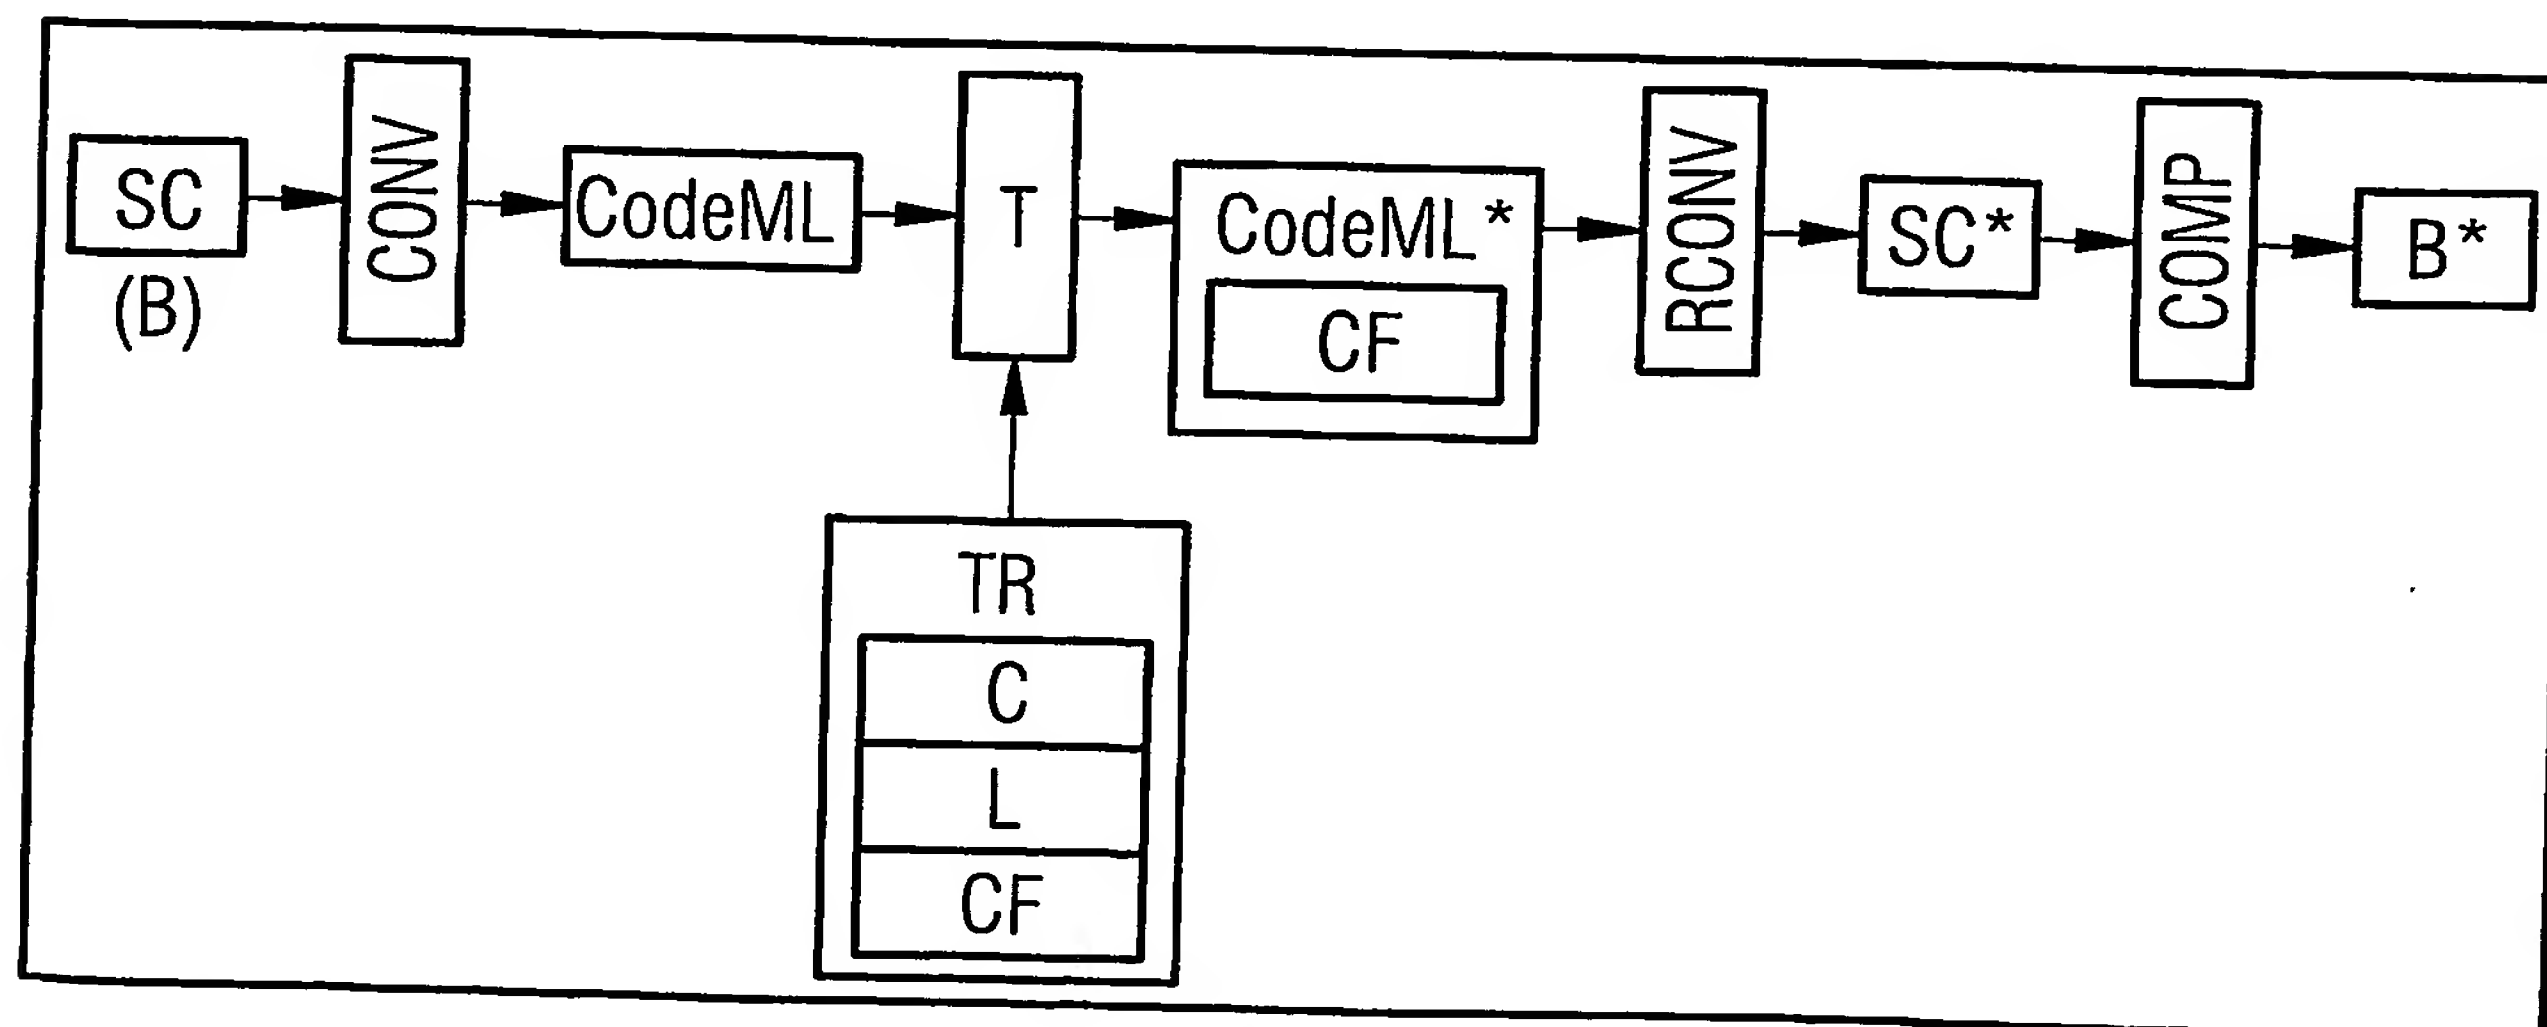 SC
(B)
CONV
CodeML
T
CodeML*
CF
RCONV
SC*
COMP
B*
TR
C
L
CF